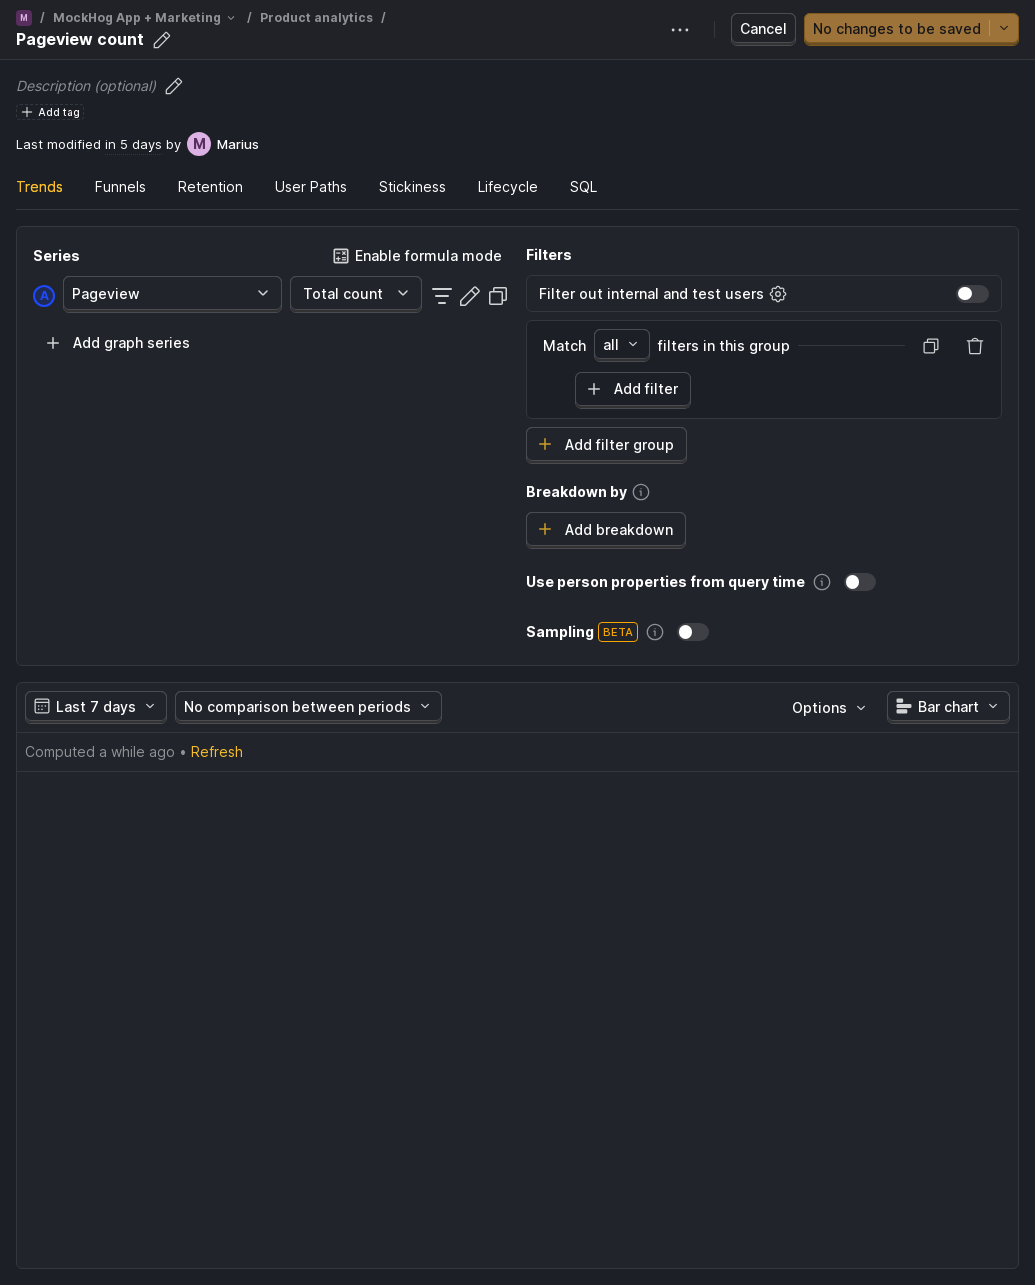 M / MockHog App + Marketing / Product analytics /
Pageview count
Cancel
No changes to be saved
Description (optional)
Add tag
Last modified in 5 days by M Marius
Trends Funnels Retention User Paths Stickiness Lifecycle SQL
Series
Enable formula mode
A Pageview Total count
Add graph series
Filters
Filter out internal and test users
Match all filters in this group
Add filter
Add filter group
Breakdown by
Add breakdown
Use person properties from query time
Sampling BETA
Last 7 days No comparison between periods Options Bar chart
Computed a while ago • Refresh